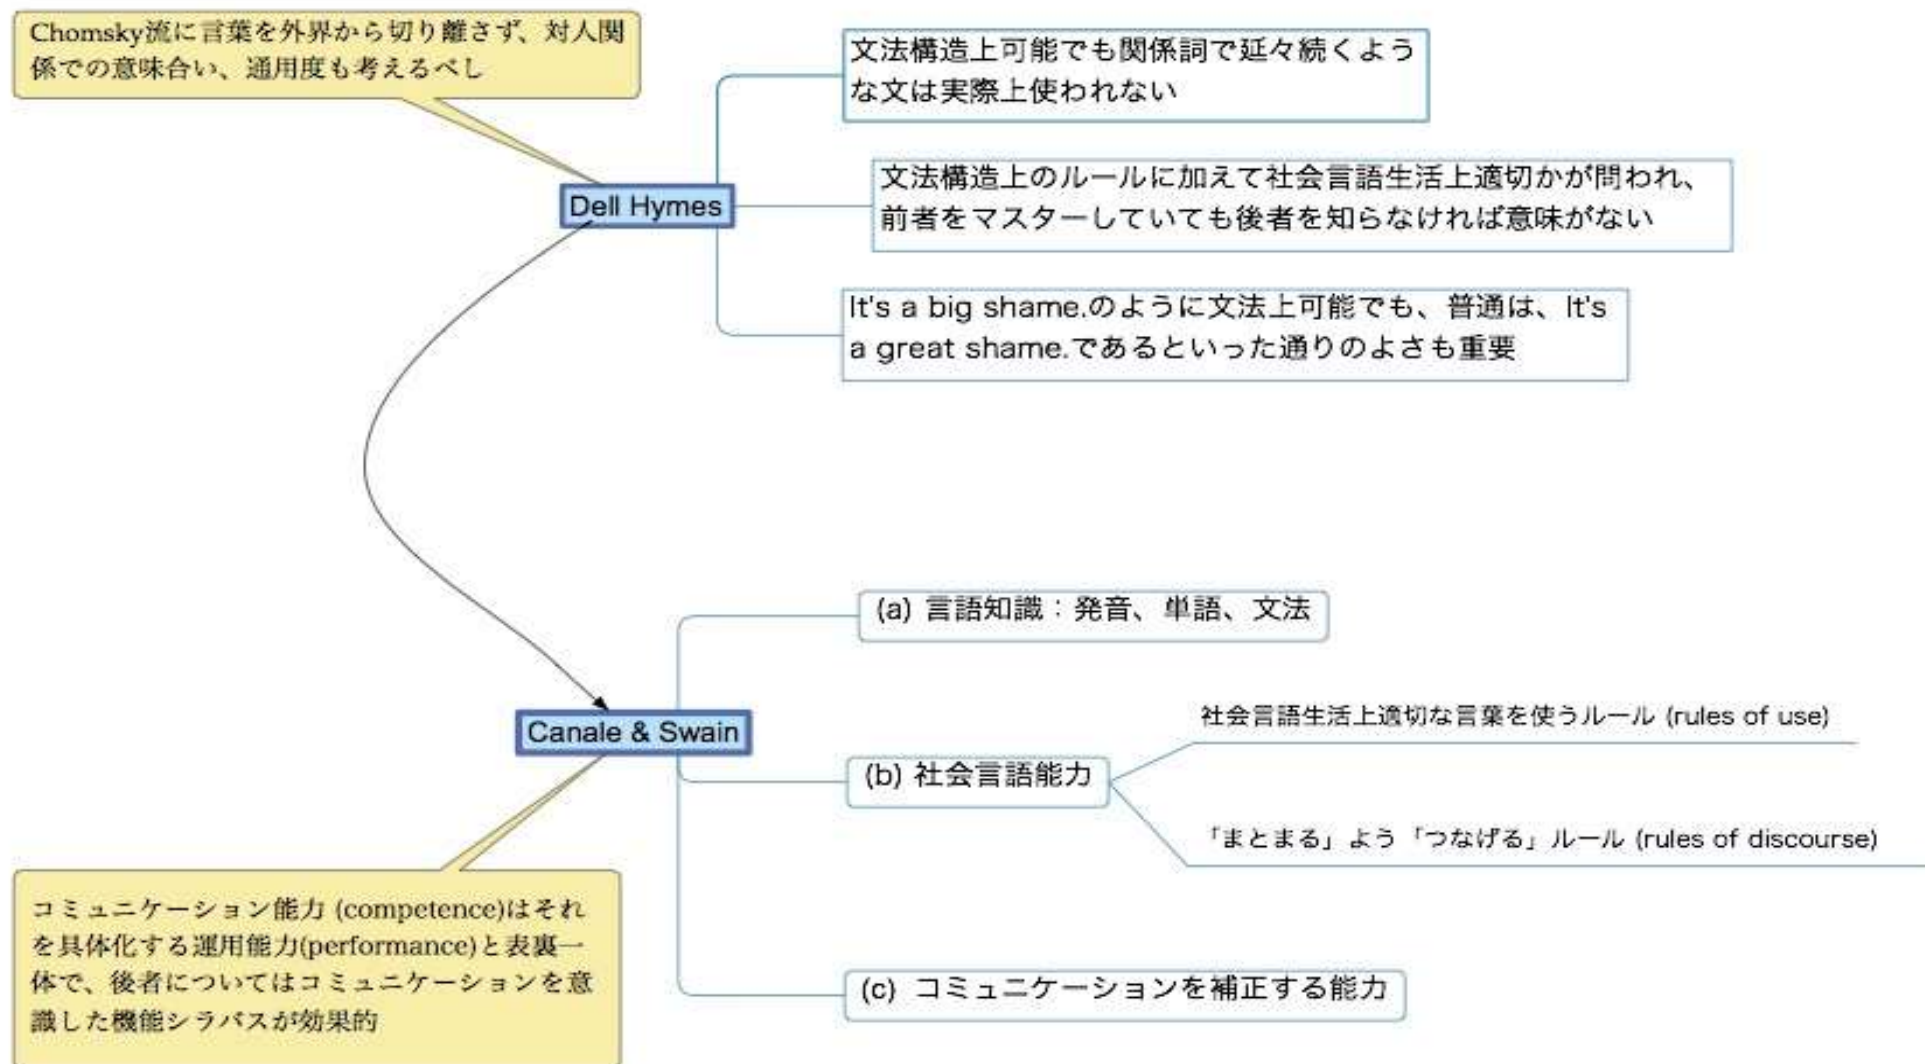 Chomsky流に言葉を外界から切り離さず、対人関
係での意味合い、通用度も考えるべし
文法構造上可能でも関係詞で延々続くよう
な文は実際上使われない
Dell Hymes
文法構造上のルールに加えて社会言語生活上適切かが問われ、
前者をマスターしていても後者を知らなければ意味がない
It's a big shame.のように文法上可能でも、普通は、It's
a great shame.であるといった通りのよさも重要
(a) 言語知識：発音、単語、文法
Canale & Swain
社会言語生活上適切な言葉を使うルール (rules of use)
(b) 社会言語能力
「まとまる」よう「つなげる」ルール (rules of discourse)
コミュニケーション能力 (competence)はそれ
を具体化する運用能力(performance)と表裏一
体で、後者についてはコミュニケーションを意
識した機能シラバスが効果的
(c) コミュニケーションを補正する能力